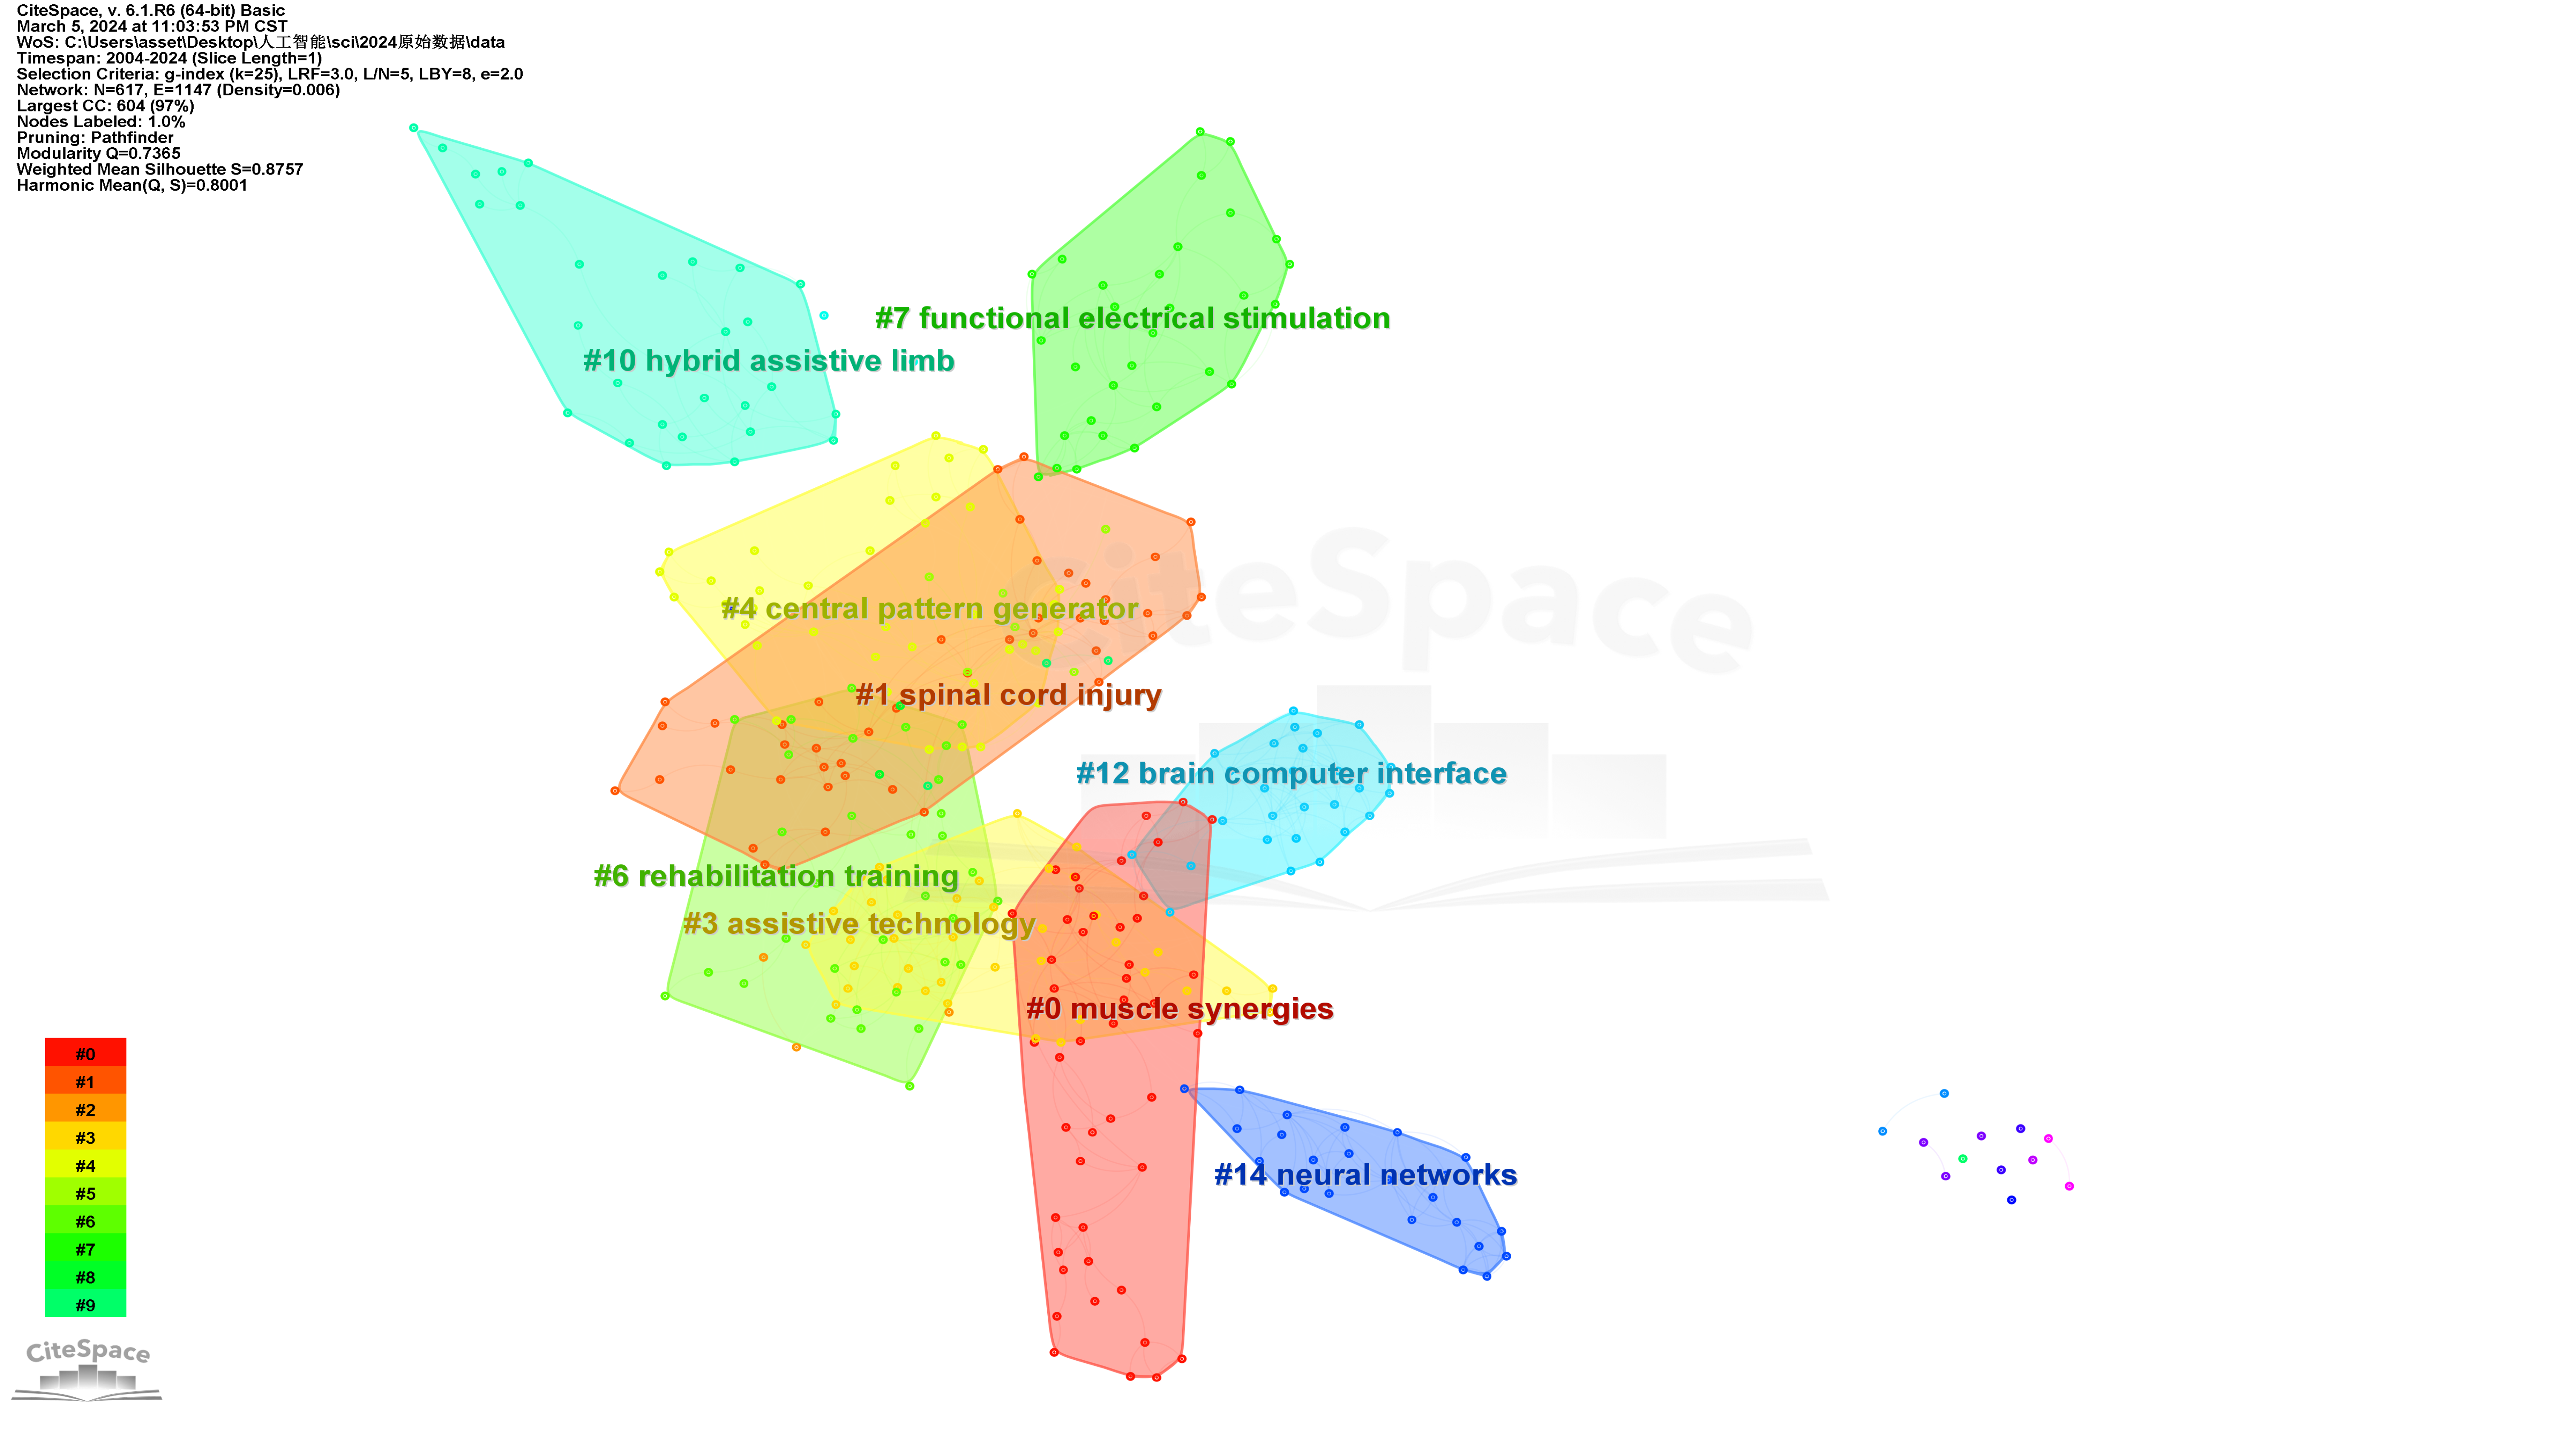 CiteSpace, v. 6.1.R6 (64-bit) Basic
March 5, 2024 at 11:03:53 PM CST
WoS: C:\Users\asset\Desktop\人工智能\sci\2024原始数据\data
Timespan: 2004-2024 (Slice Length=1)
Selection Criteria: g-index (k=25), LRF=3.0, L/N=5, LBY=8, e=2.0
Network: N=617, E=1147 (Density=0.006)
Largest CC: 604 (97%)
Nodes Labeled: 1.0%
Pruning: Pathfinder
Modularity Q=0.7365
Weighted Mean Silhouette S=0.8757
Harmonic Mean(Q, S)=0.8001
#7 functional electrical stimulation
#10 hybrid assistive limb
CiteSpace
#4 central pattern generator
#1 spinal cord injury
#12 brain computer interface
#6 rehabilitation training
#3 assistive technology
#0 muscle synergies
#14 neural networks
#0
#1
#2
#3
#4
#5
#6
#7
#8
#9
CiteSpace